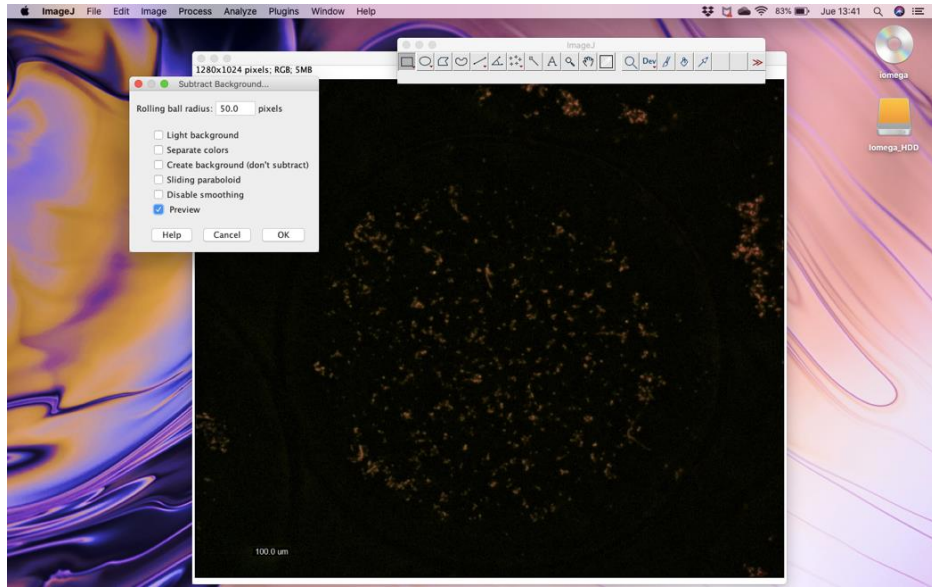 ImageJ File Edit Image Process Analyze Plugins Window Help
83% Jue 13:41
ImageJ
Dev
1280x1024 pixels; RGB; 5MB
Subtract Background...
Rolling ball radius: 50.0 pixels
Light background
Separate colors
Create background (don't subtract)
Sliding paraboloid
Disable smoothing
Preview
Help Cancel OK
100.0 um
iomega
Iomega_HDD